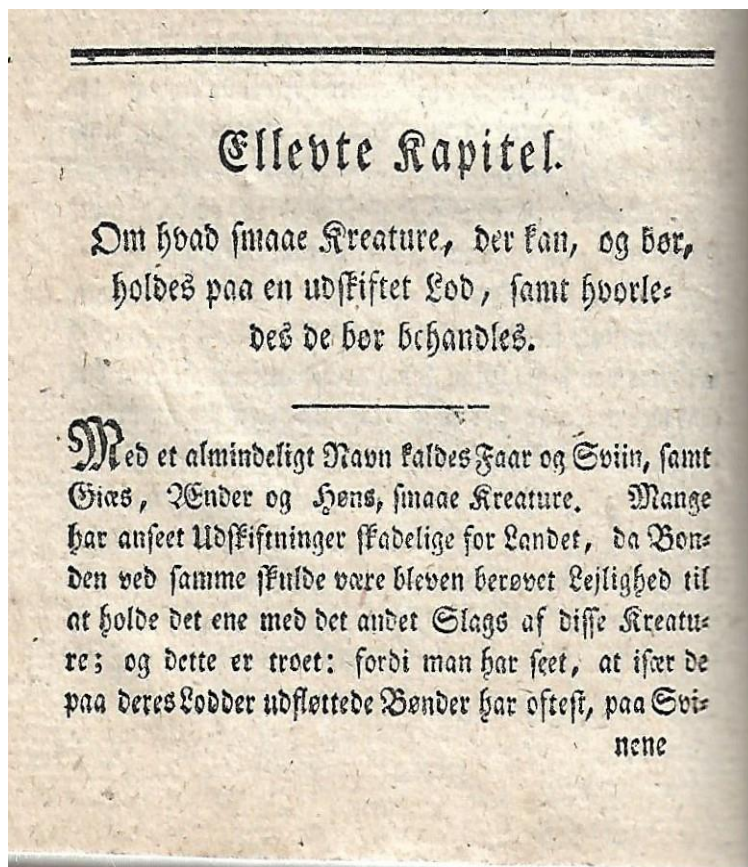 Ellevte Kapitel.
Om hvad smaae Kreature, der kan, og bør,
holdes paa en udskiftet Lod, samt hvorle-
des de bør behandles.
Med et almindeligt Navn kaldes Faar og Sviin, samt
Giæs, Ænder og Høns, smaae Kreature. Mange
har anseet Udskiftninger skadelige for Landet, da Bon-
den ved samme skulde være bleven berøvet Lejlighed til
at holde det ene med det andet Slags af disse Kreatu-
re; og dette er troet: fordi man har seet, at især de
paa deres Lodder udfløttede Bønder har oftest, paa Svi-
nene